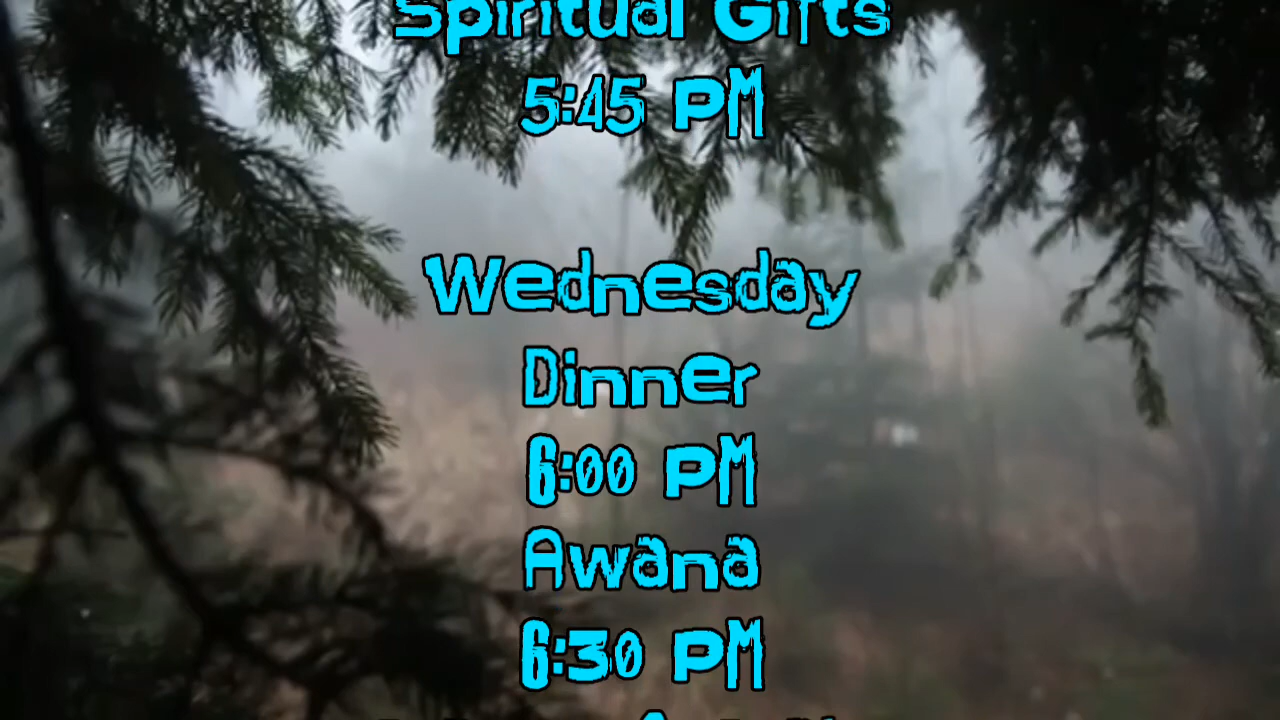 Spiritual Gifts
5:45 PM
Wednesday
Dinner
6:00 PM
Awana
6:30 PM